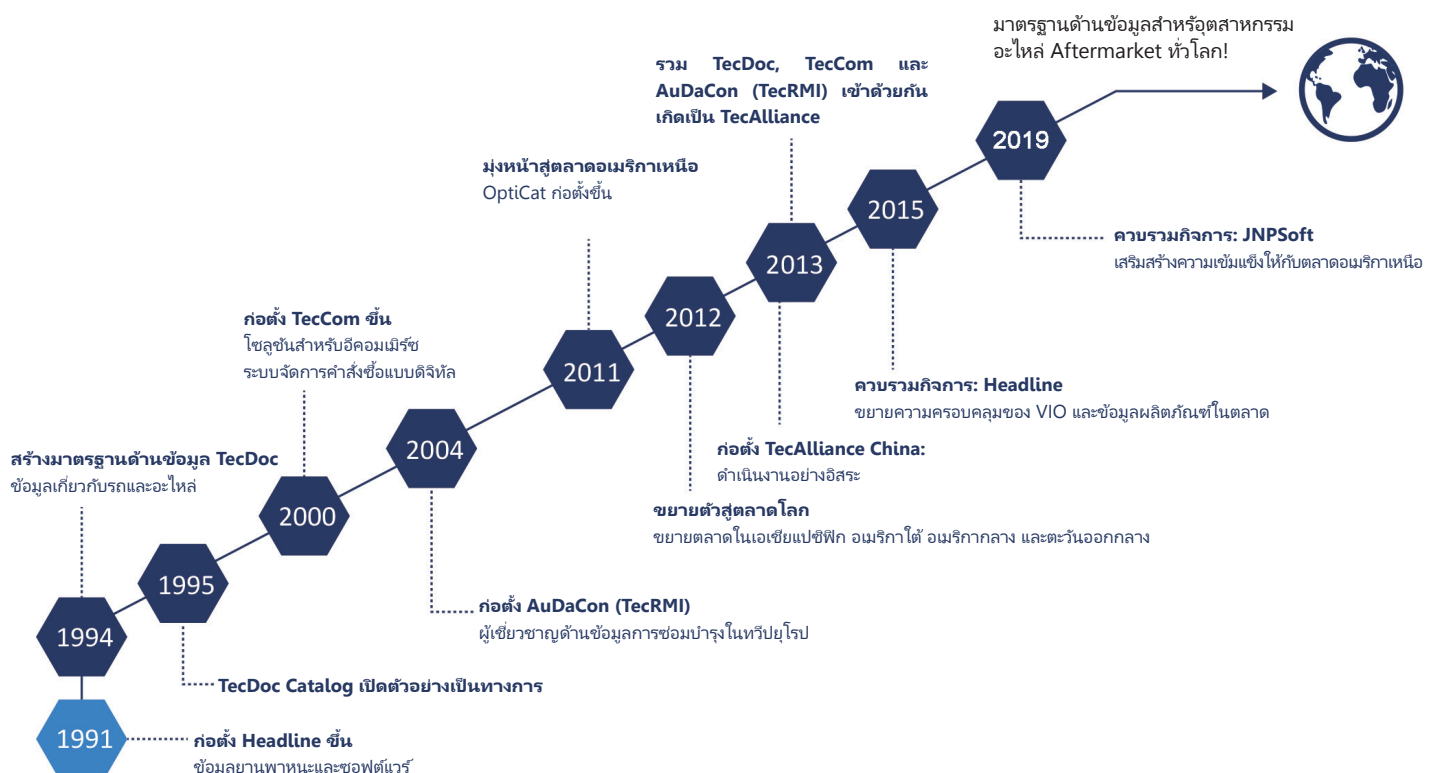 มาตรฐานด้านข้อมูลสำหรับอุตสาหกรรม
อะไหล่ Aftermarket ทั่วโลก!
รวม TecDoc, TecCom และ
AuDaCon (TecRMI) เข้าด้วยกัน
เกิดเป็น TecAlliance
2019
มุ่งหน้าสู่ตลาดอเมริกาเหนือ
OptiCat ก่อตั้งขึ้น
2015
ควบรวมกิจการ: JNPSoft
เสริมสร้างความเข้มแข็งให้กับตลาดอเมริกาเหนือ
2013
ก่อตั้ง TecCom ขึ้น
โซลูชันสำหรับอีคอมเมิร์ซ
ระบบจัดการคำสั่งซื้อแบบดิจิทัล
2012
2011
ควบรวมกิจการ: Headline
ขยายความครอบคลุมของ VIO และข้อมูลผลิตภัณฑ์ในตลาด
2004
ก่อตั้ง TecAlliance China:
ดำเนินงานอย่างอิสระ
สร้างมาตรฐานด้านข้อมูล TecDoc
ข้อมูลเกี่ยวกับรถและอะไหล่
2000
ขยายตัวสู่ตลาดโลก
ขยายตลาดในเอเชียแปซิฟิก อเมริกาใต้ อเมริกากลาง และตะวันออกกลาง
1995
ก่อตั้ง AuDaCon (TecRMI)
ผู้เชี่ยวชาญด้านข้อมูลการซ่อมบำรุงในทวีปยุโรป
1994
TecDoc Catalog เปิดตัวอย่างเป็นทางการ
1991
ก่อตั้ง Headline ขึ้น
ข้อมูลยานพาหนะและซอฟต์แวร์